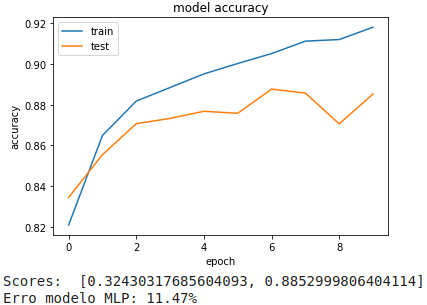 model accuracy
train
test
0.92
0.90
0.88
0.86
0.84
0.82
accuracy
0
2
4
6
8
epoch
Scores:  [0.32430317685604093, 0.8852999806404114]
Erro modelo MLP: 11.47%